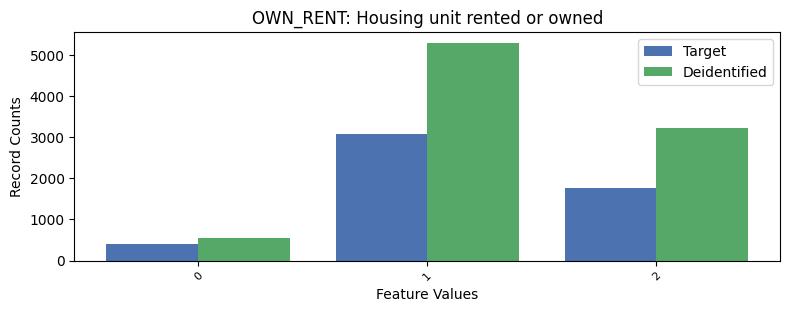 OWN_RENT: Housing unit rented or owned
Target
Deidentified
5000
4000
3000
2000
1000
0
Record Counts
0
1
2
Feature Values